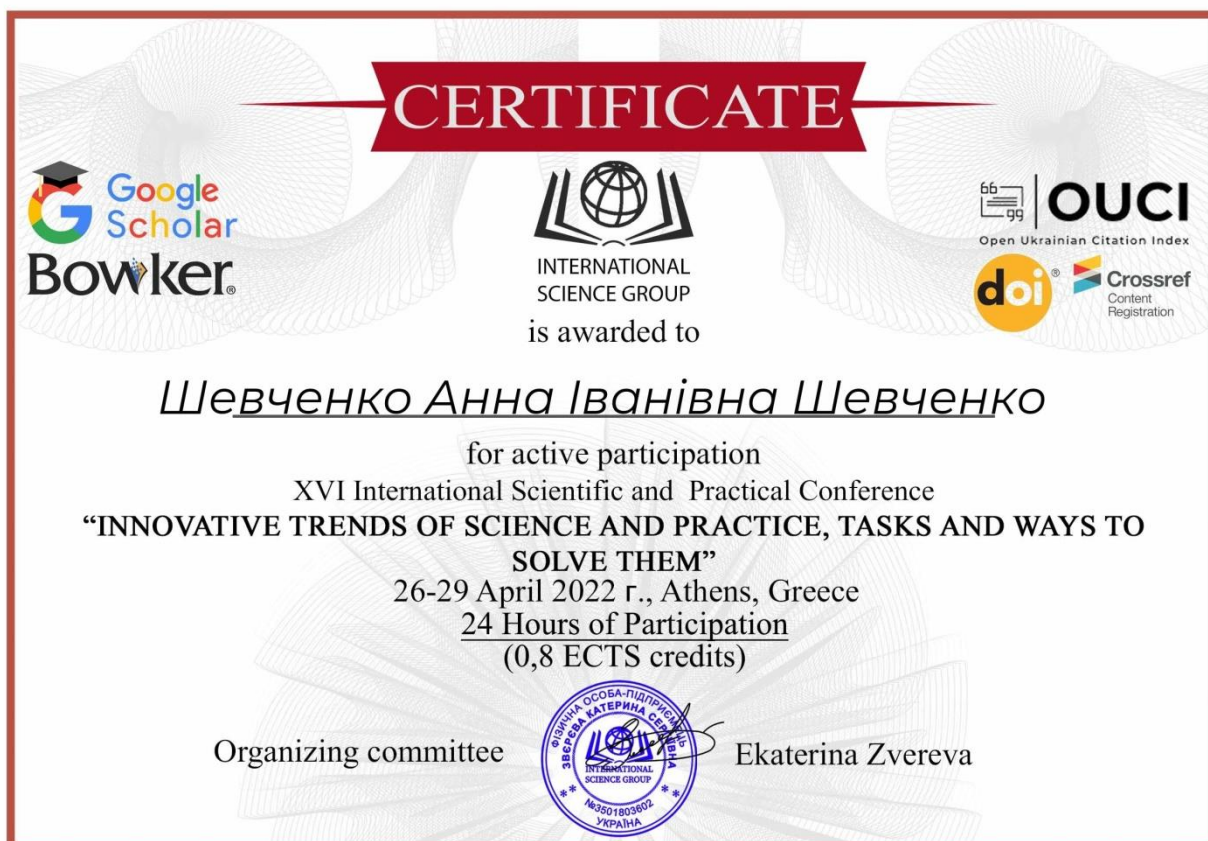 CERTIFICATE
Google
Scholar
Bowker®
INTERNATIONAL
SCIENCE GROUP
66
99
OUCI
Open Ukrainian Citation Index
doi®
Crossref
Content
Registration
is awarded to
Шевченко Анна Іванівна Шевченко
for active participation
XVI International Scientific and Practical Conference
“INNOVATIVE TRENDS OF SCIENCE AND PRACTICE, TASKS AND WAYS TO
SOLVE THEM”
26-29 April 2022 г., Athens, Greece
24 Hours of Participation
(0,8 ECTS credits)
Organizing committee
ФІЗИЧНА ОСОБА-ПІДПРИЄМЕЦЬ
ЗВЄРЄВА КАТЕРИНА СЕРГІЇВНА
INTERNATIONAL
SCIENCE GROUP
№3501803602
УКРАЇНА
Ekaterina Zvereva